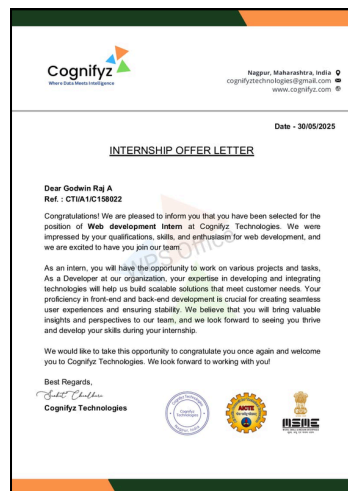 Cognifyz
Where Data Meets Intelligence
Nagpur, Maharashtra, India
cognifyztechnologies@gmail.com
www.cognifyz.com
Date - 30/05/2025
INTERNSHIP OFFER LETTER
Dear Godwin Raj A
Ref. : CTI/A1/C158022
Congratulations! We are pleased to inform you that you have been selected for the
position of Web development Intern at Cognifyz Technologies. We were
impressed by your qualifications, skills, and enthusiasm for web development, and
we are excited to have you join our team.
As an intern, you will have the opportunity to work on various projects and tasks,
As a Developer at our organization, your expertise in developing and integrating
technologies will help us build scalable solutions that meet customer needs. Your
proficiency in front-end and back-end development is crucial for creating seamless
user experiences and ensuring stability. We believe that you will bring valuable
insights and perspectives to our team, and we look forward to seeing you thrive
and develop your skills during your internship.
WPS Office
We would like to take this opportunity to congratulate you once again and welcome
you to Cognifyz Technologies. We look forward to working with you!
Best Regards,
Cognifyz Technologies
Cognifyz
Technologies
AICTE
MSME